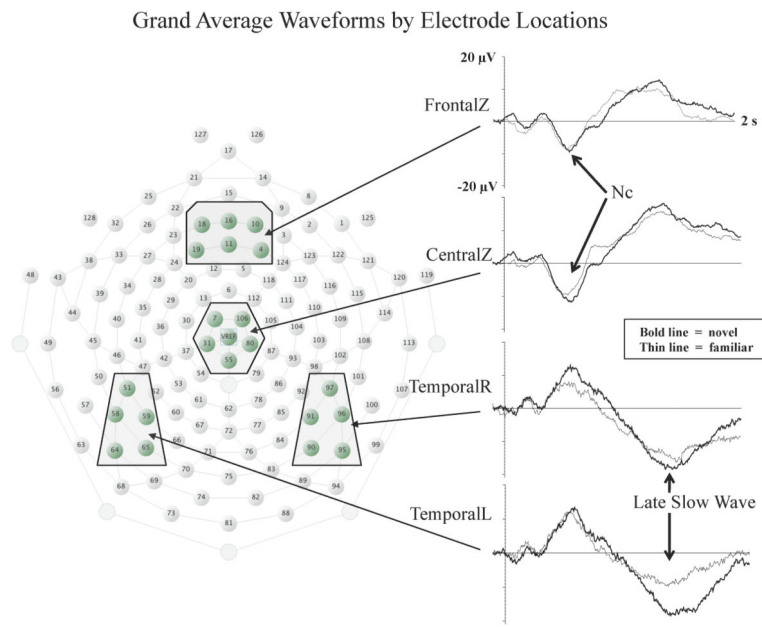 Grand Average Waveforms by Electrode Locations
20 µV
FrontalZ
2 s
-20 µV
Nc
CentralZ
Bold line = novel
Thin line = familiar
TemporalR
Late Slow Wave
TemporalL
127 126
17
21 14
25 15 8
22 9
128 32 26 18 16 10 2 1 125
23 3
19 11 4
38 33 27 24 124 123 122 121
12 5
48 43 34 28 20 118 117 116 120 119
39 13 6 112 111 110 109 115
44 40 35 29 7 106 105 104 108 114
49 45 41 36 30 31 VREF 80 87 103 113
46 47 42 37 55 93 98 102
50 54 79 101
56 51 52 61 62 78 92 97 107
57 58 59 60 67 72 77 85 91 96 100
63 64 65 66 71 76 84 90 95 99
68 69 70 75 83 89 94
74 82
73 81 88